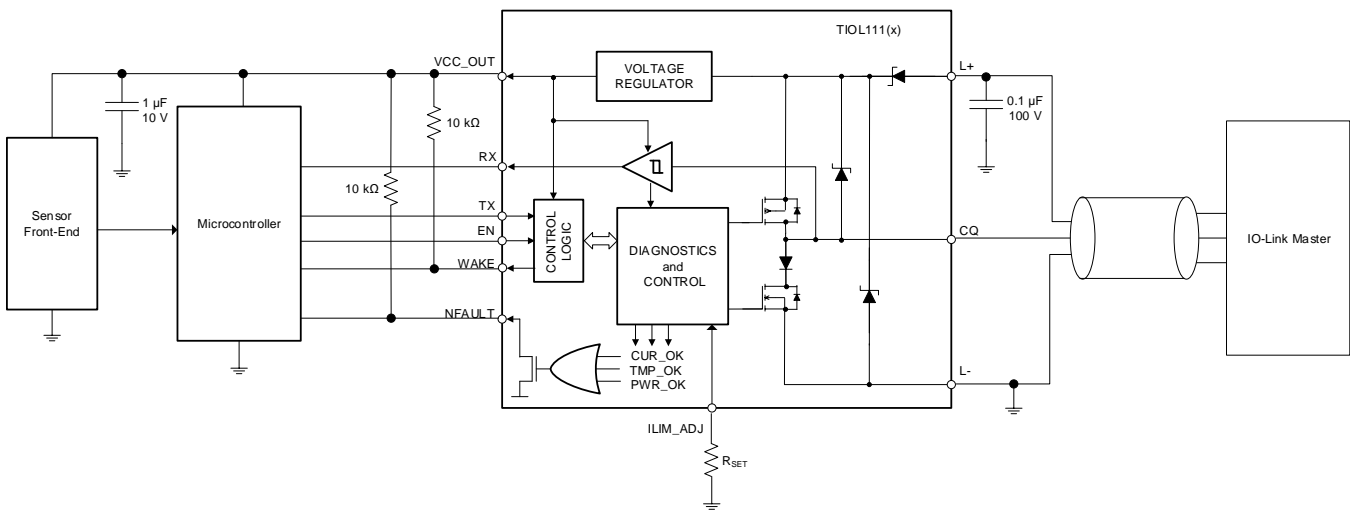 TIOL111(x)
VCC_OUT
VOLTAGE
REGULATOR
L+
1 µF
10 V
10 kΩ
0.1 µF
100 V
RX
10 kΩ
Sensor
Front-End
Microcontroller
TX
EN
WAKE
CONTROL
LOGIC
DIAGNOSTICS
and
CONTROL
CQ
IO-Link Master
NFAULT
CUR_OK
TMP_OK
PWR_OK
L-
ILIM_ADJ
RSET